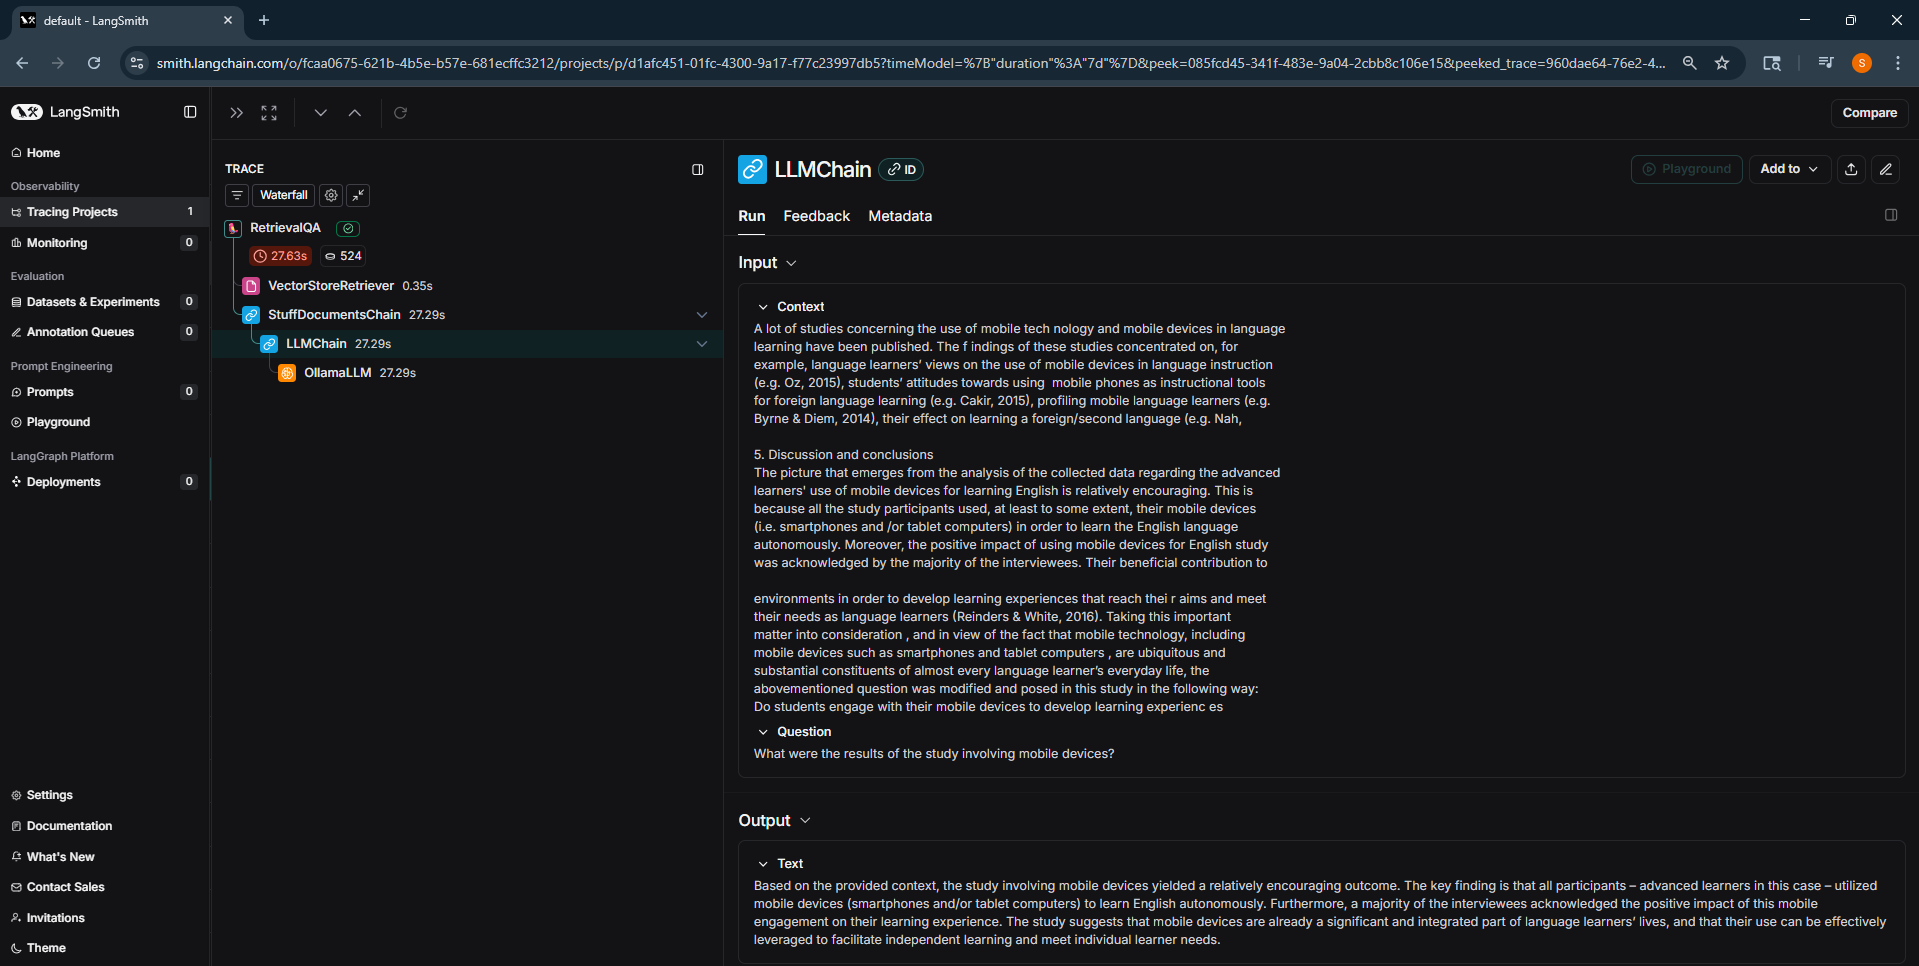 default - LangSmith
smith.langchain.com/o/fcaa0675-621b-4b5e-b57e-681ecffc3212/projects/p/d1afc451-01fc-4300-9a17-f77c23997db5?timeModel=%7B"duration"%3A"7d"%7D&peek=085fcd45-341f-483e-9a04-2cbb8c106e15&peeked_trace=960dae64-76e2-4...
S
LangSmith
Home
Observability
Tracing Projects 1
Monitoring 0
Evaluation
Datasets & Experiments 0
Annotation Queues 0
Prompt Engineering
Prompts 0
Playground
LangGraph Platform
Deployments 0
Settings
Documentation
What's New
Contact Sales
Invitations
Theme
TRACE
Waterfall
RetrievalQA
27.63s 524
VectorStoreRetriever 0.35s
StuffDocumentsChain 27.29s
LLMChain 27.29s
OllamaLLM 27.29s
Compare
LLMChain ID
Playground Add to
Run Feedback Metadata
Input
Context
A lot of studies concerning the use of mobile tech nology and mobile devices in language
learning have been published. The f indings of these studies concentrated on, for
example, language learners' views on the use of mobile devices in language instruction
(e.g. Oz, 2015), students' attitudes towards using  mobile phones as instructional tools
for foreign language learning (e.g. Cakir, 2015), profiling mobile language learners (e.g.
Byrne & Diem, 2014), their effect on learning a foreign/second language (e.g. Nah,
5. Discussion and conclusions
The picture that emerges from the analysis of the collected data regarding the advanced
learners' use of mobile devices for learning English is relatively encouraging. This is
because all the study participants used, at least to some extent, their mobile devices
(i.e. smartphones and /or tablet computers) in order to learn the English language
autonomously. Moreover, the positive impact of using mobile devices for English study
was acknowledged by the majority of the interviewees. Their beneficial contribution to
environments in order to develop learning experiences that reach thei r aims and meet
their needs as language learners (Reinders & White, 2016). Taking this important
matter into consideration , and in view of the fact that mobile technology, including
mobile devices such as smartphones and tablet computers , are ubiquitous and
substantial constituents of almost every language learner's everyday life, the
abovementioned question was modified and posed in this study in the following way:
Do students engage with their mobile devices to develop learning experienc es
Question
What were the results of the study involving mobile devices?
Output
Text
Based on the provided context, the study involving mobile devices yielded a relatively encouraging outcome. The key finding is that all participants – advanced learners in this case – utilized
mobile devices (smartphones and/or tablet computers) to learn English autonomously. Furthermore, a majority of the interviewees acknowledged the positive impact of this mobile
engagement on their learning experience. The study suggests that mobile devices are already a significant and integrated part of language learners' lives, and that their use can be effectively
leveraged to facilitate independent learning and meet individual learner needs.